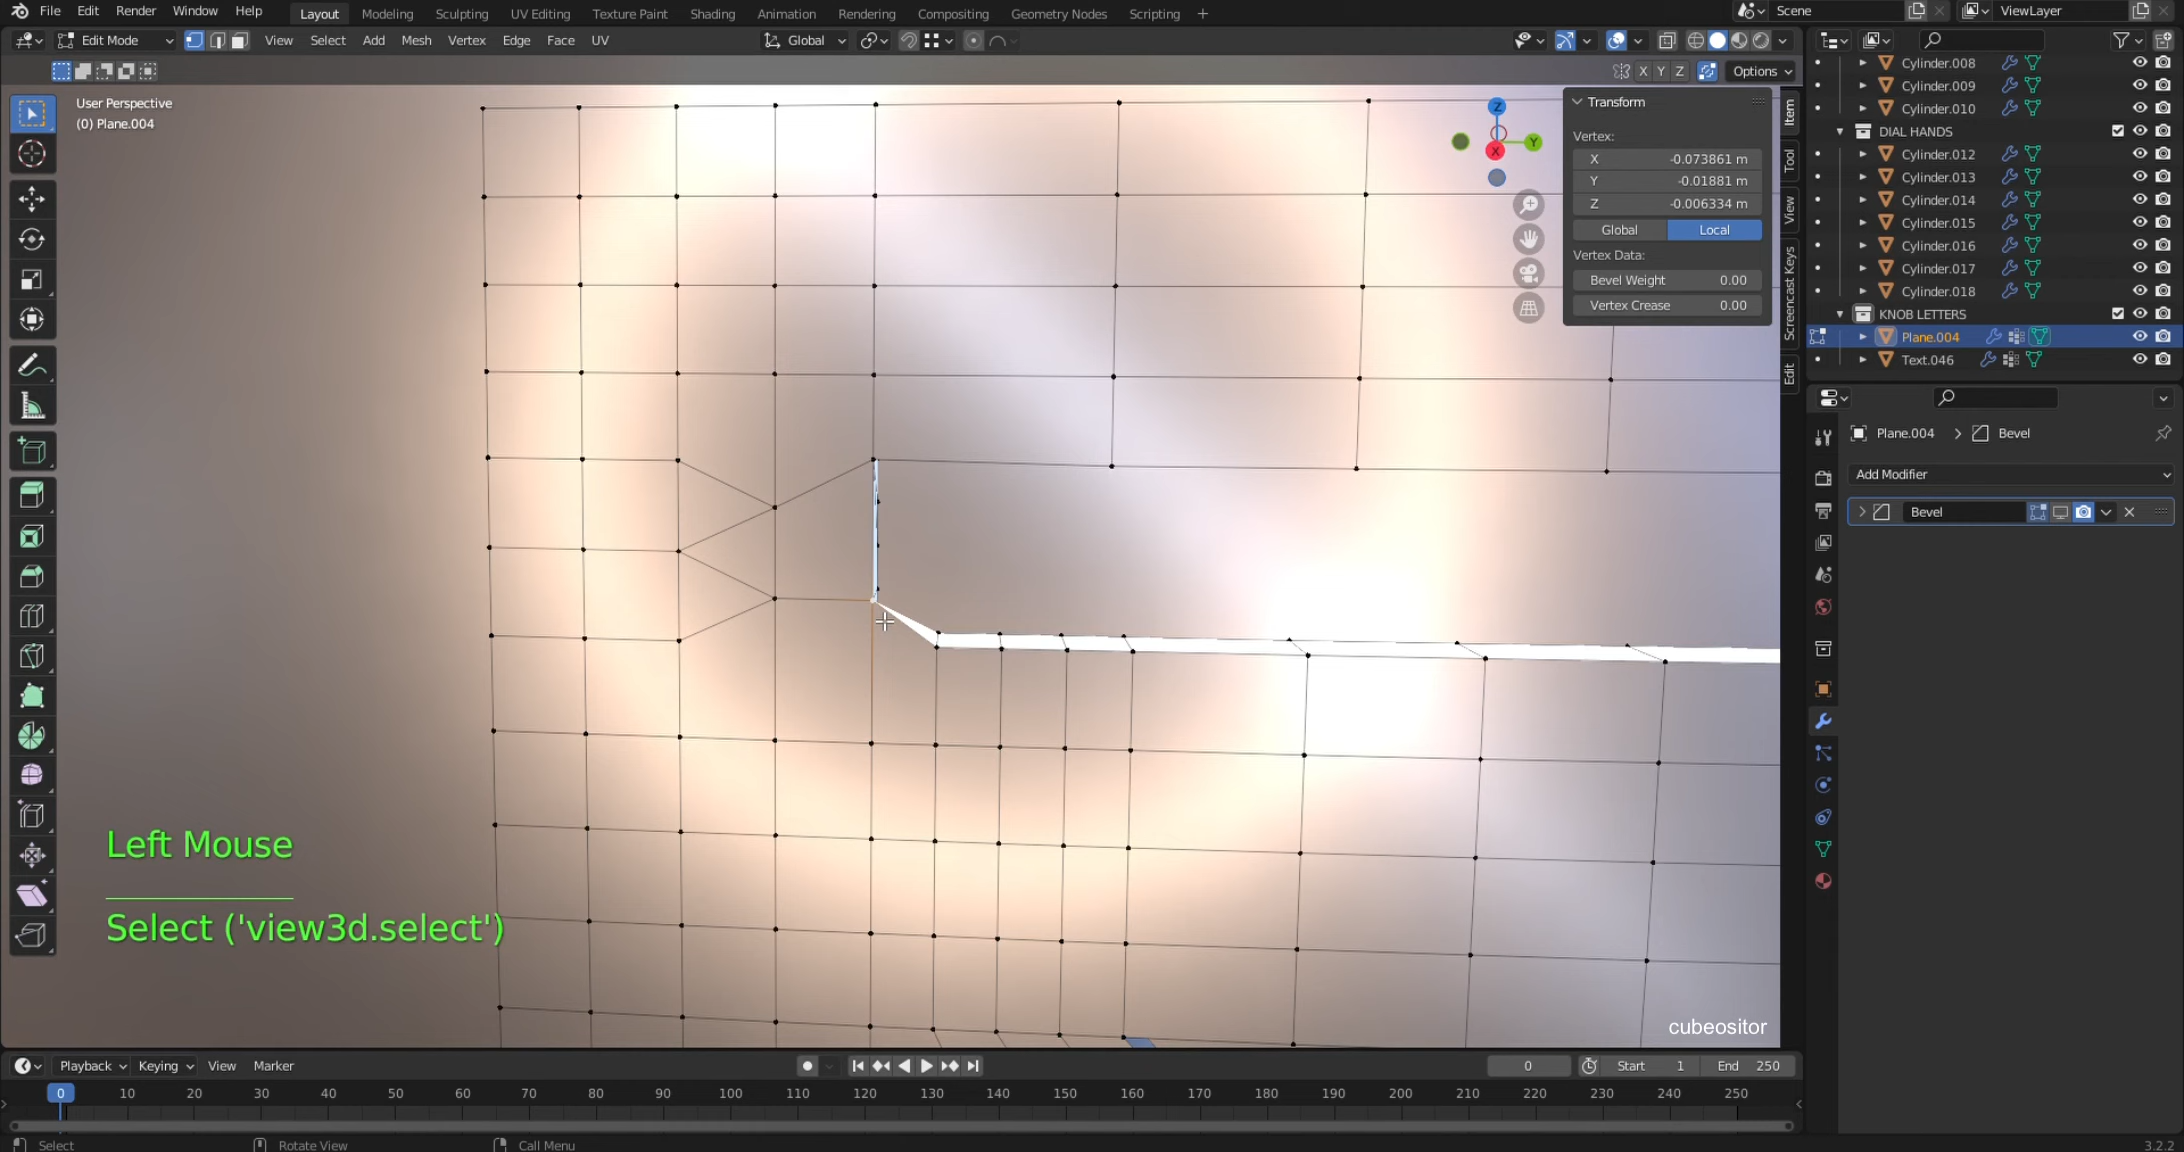 File Edit Render Window Help Layout Modeling Sculpting UV Editing Texture Paint Shading Animation Rendering Compositing Geometry Nodes Scripting + Scene ViewLayer
Edit Mode View Select Add Mesh Vertex Edge Face UV Global
X Y Z Options
User Perspective
(0) Plane.004
Z
Y
X
Transform
Vertex:
X -0.073861 m
Y -0.01881 m
Z -0.006334 m
Global Local
Vertex Data:
Bevel Weight 0.00
Vertex Crease 0.00
Item
Tool
View
Screencast Keys
Edit
Cylinder.008
Cylinder.009
Cylinder.010
DIAL HANDS
Cylinder.012
Cylinder.013
Cylinder.014
Cylinder.015
Cylinder.016
Cylinder.017
Cylinder.018
KNOB LETTERS
Plane.004
Text.046
Plane.004 Bevel
Add Modifier
Bevel
Left Mouse
Select ('view3d.select')
cubeositor
Playback Keying View Marker 0 Start 1 End 250
0 10 20 30 40 50 60 70 80 90 100 110 120 130 140 150 160 170 180 190 200 210 220 230 240 250
Select Rotate View Call Menu 3.2.2